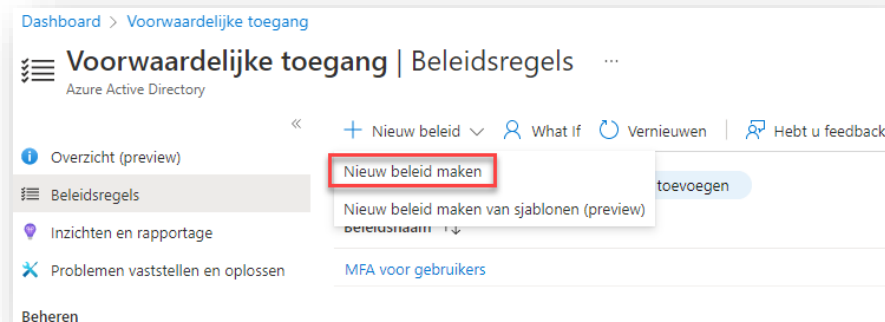 Dashboard > Voorwaardelijke toegang
Voorwaardelijke toegang | Beleidsregels ...
Azure Active Directory
«
Nieuw beleid
What If
Vernieuwen
Hebt u feedback
Overzicht (preview)
Beleidsregels
Inzichten en rapportage
Problemen vaststellen en oplossen
Beheren
Nieuw beleid maken
toevoegen
Nieuw beleid maken van sjablonen (preview)
Beleidsnaam ↑↓
MFA voor gebruikers